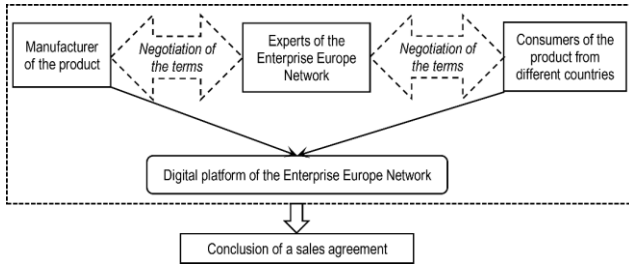 Manufacturer
of the product
Negotiation of
the terms
Experts of the
Enterprise Europe
Network
Negotiation of
the terms
Consumers of the
product from
different countries
Digital platform of the Enterprise Europe Network
Conclusion of a sales agreement